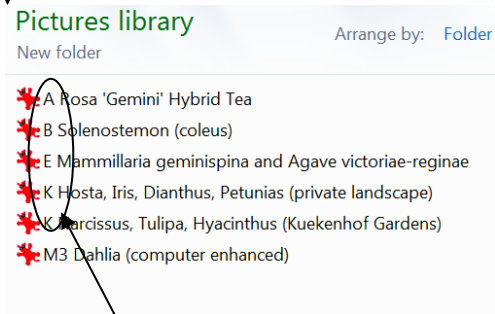 Pictures library
Arrange by: Folder
New folder
A Rosa 'Gemini' Hybrid Tea
B Solenostemon (coleus)
E Mammillaria geminispina and Agave victoriae-reginae
K Hosta, Iris, Dianthus, Petunias (private landscape)
K Narcissus, Tulipa, Hyacinthus (Kuekenhof Gardens)
M3 Dahlia (computer enhanced)